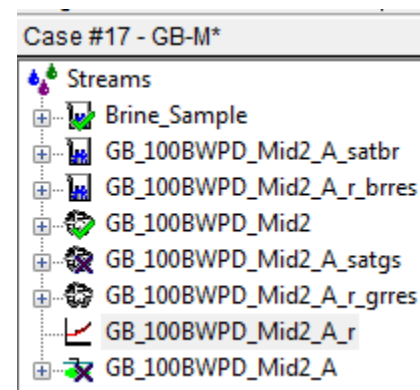 Case #17 - GB-M*
Streams
Brine_Sample
GB_100BWPD_Mid2_A_satbr
GB_100BWPD_Mid2_A_r_brres
GB_100BWPD_Mid2
GB_100BWPD_Mid2_A_satgs
GB_100BWPD_Mid2_A_r_grres
GB_100BWPD_Mid2_A_r
GB_100BWPD_Mid2_A